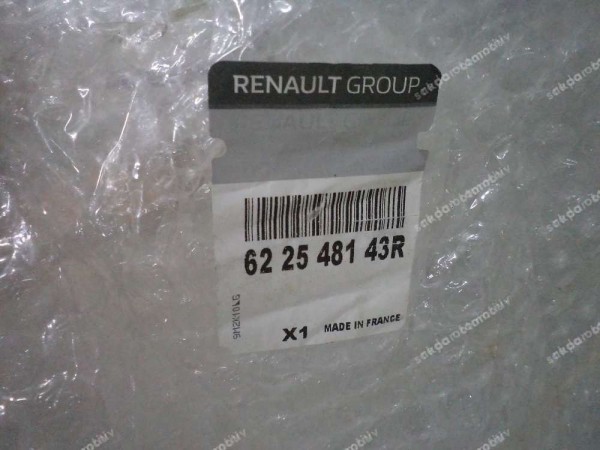 RENAULT GROUP
62 25 481 43R
X1 MADE IN FRANCE